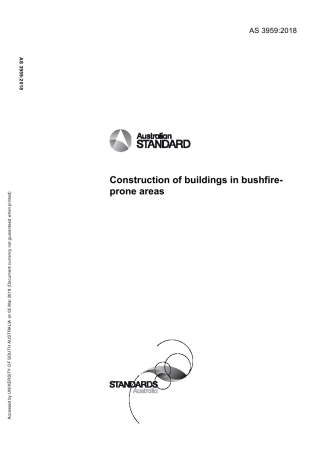 AS 3959:2018
AS 3959:2018
Australian
STANDARD
Construction of buildings in bushfire-
prone areas
Accessed by UNIVERSITY OF SOUTH AUSTRALIA on 05 Mar 2019 (Document currency not guaranteed when printed)
STANDARDS
Australia